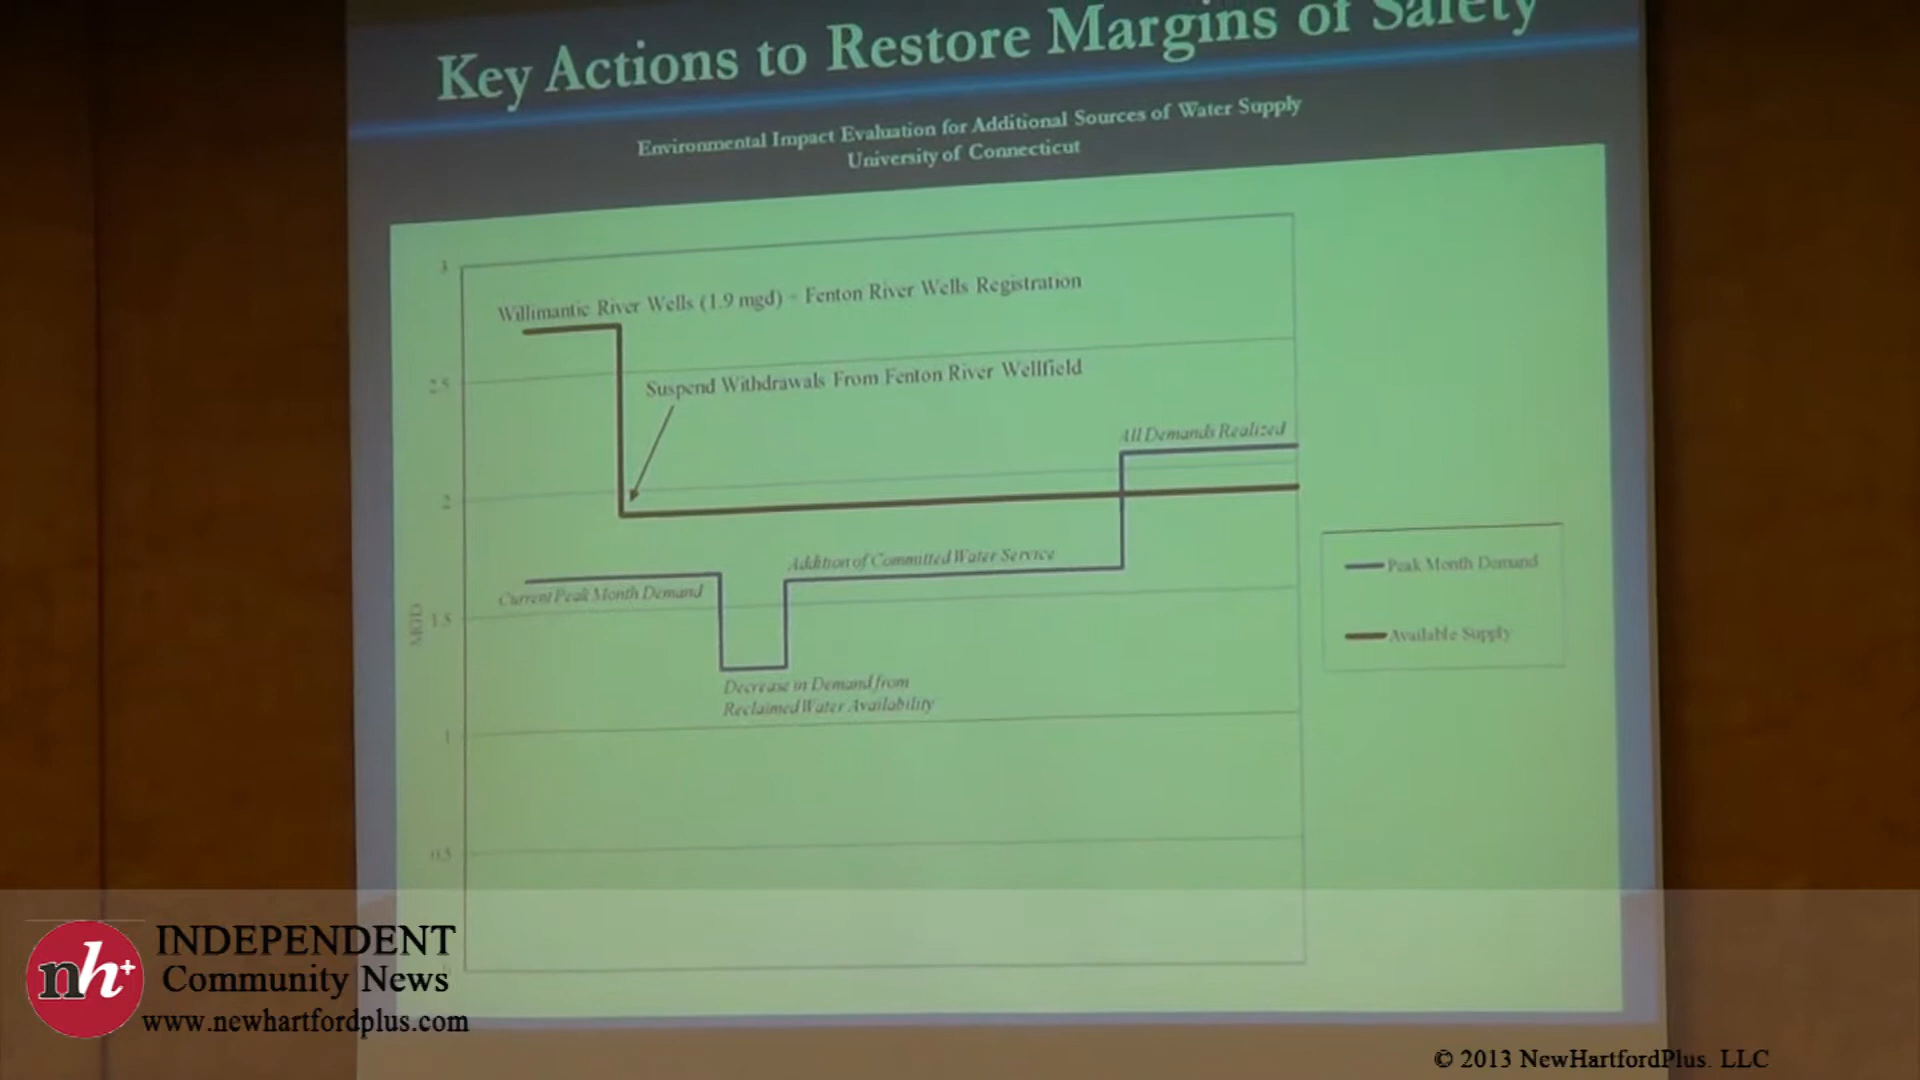 Key Actions to Restore Margins of Safety
Environmental Impact Evaluation for Additional Sources of Water Supply
University of Connecticut
3
Willimantic River Wells (1.9 mgd) - Fenton River Wells Registration
2.5
Suspend Withdrawals From Fenton River Wellfield
All Demands Realized
2
Addition of Committed Water Service
Current Peak Month Demand
Peak Month Demand
MGD
1.5
Available Supply
Decrease in Demand from
Reclaimed Water Availability
1
0.5
0
nh+
INDEPENDENT
Community News
www.newhartfordplus.com
© 2013 NewHartfordPlus. LLC